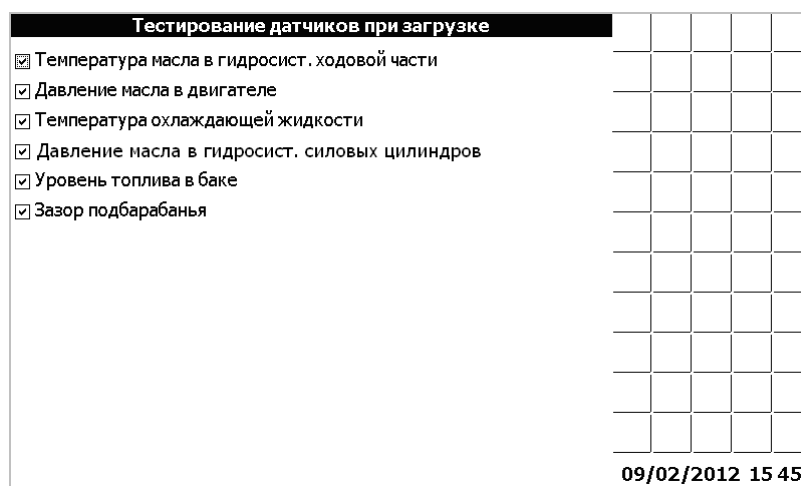 Тестирование датчиков при загрузке
Температура масла в гидросист. ходовой части
Давление масла в двигателе
Температура охлаждающей жидкости
Давление масла в гидросист. силовых цилиндров
Уровень топлива в баке
Зазор подбарабанья
09/02/2012 15 45